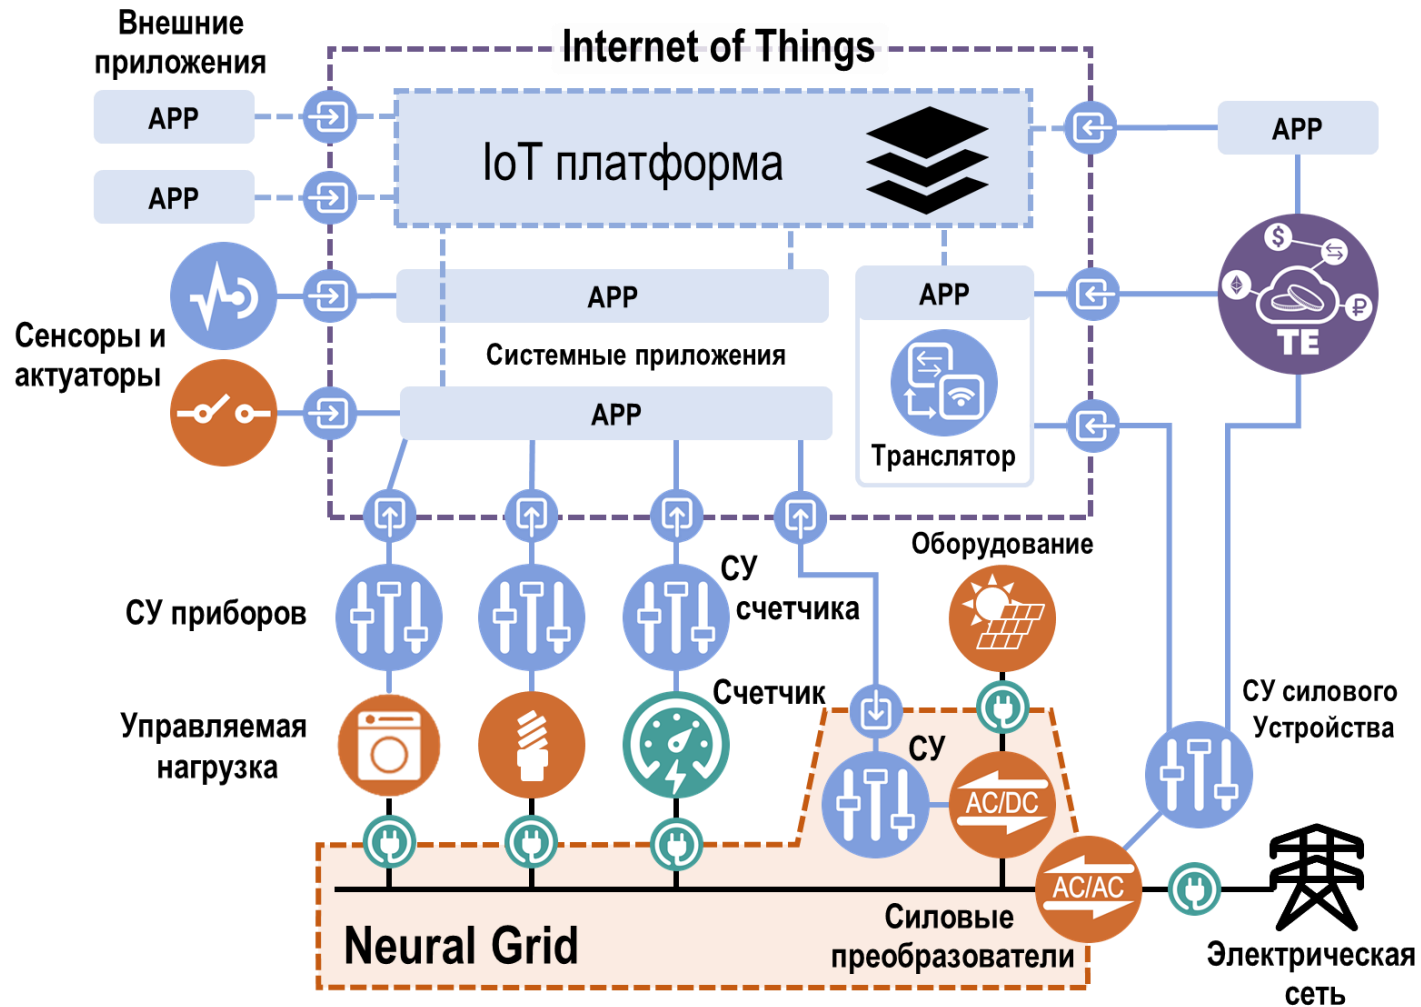 Внешние
приложения
Internet of Things
APP
IoT платформа
APP
APP
$
₽
TE
APP
APP
Сенсоры и
актуаторы
Системные приложения
APP
Транслятор
Оборудование
СУ
счетчика
СУ приборов
Счетчик
СУ силового
Устройства
Управляемая
нагрузка
СУ
AC/DC
AC/AC
Силовые
преобразователи
Neural Grid
Электрическая
сеть